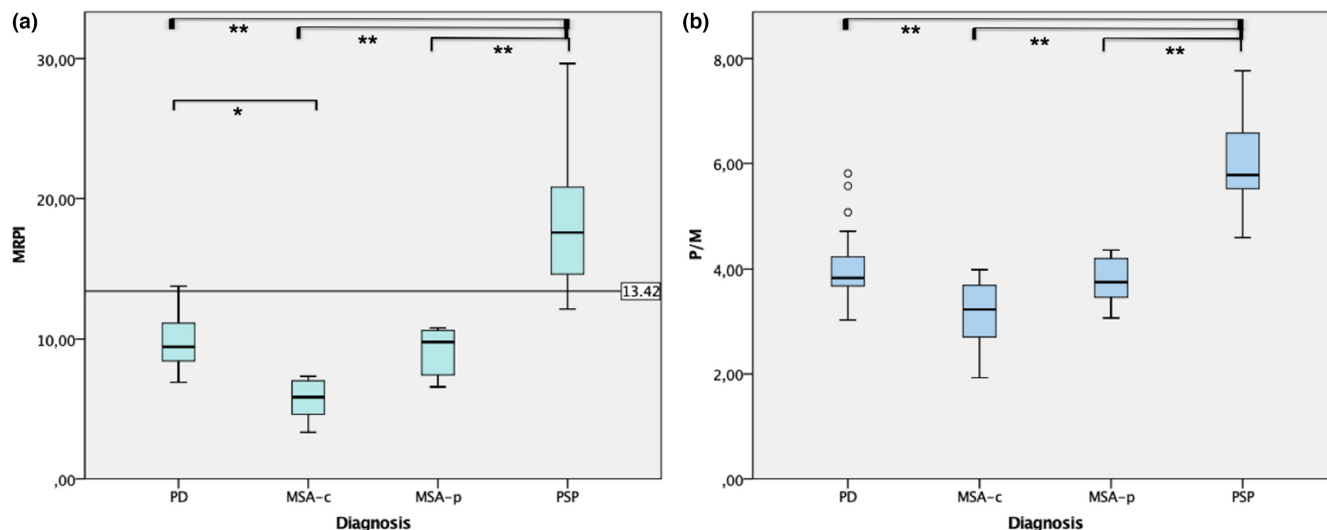 (a)
**
**
**
*
30,00
20,00
10,00
,00
MRPI
13.42
PD
MSA-c
MSA-p
PSP
Diagnosis
(b)
**
**
**
8,00
6,00
4,00
2,00
,00
P/M
PD
MSA-c
MSA-p
PSP
Diagnosis